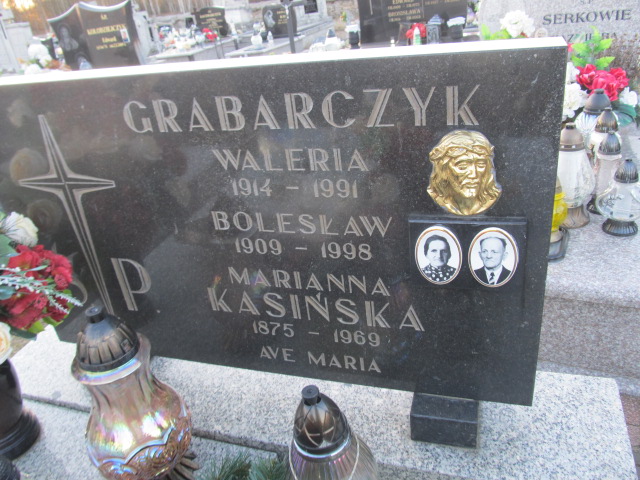 GRABARCZYK
WALERIA
1914 - 1991
BOLESŁAW
1909 - 1998
MARIANNA
KASIŃSKA
1875 - 1969
AVE MARIA
P
SERKOWIE